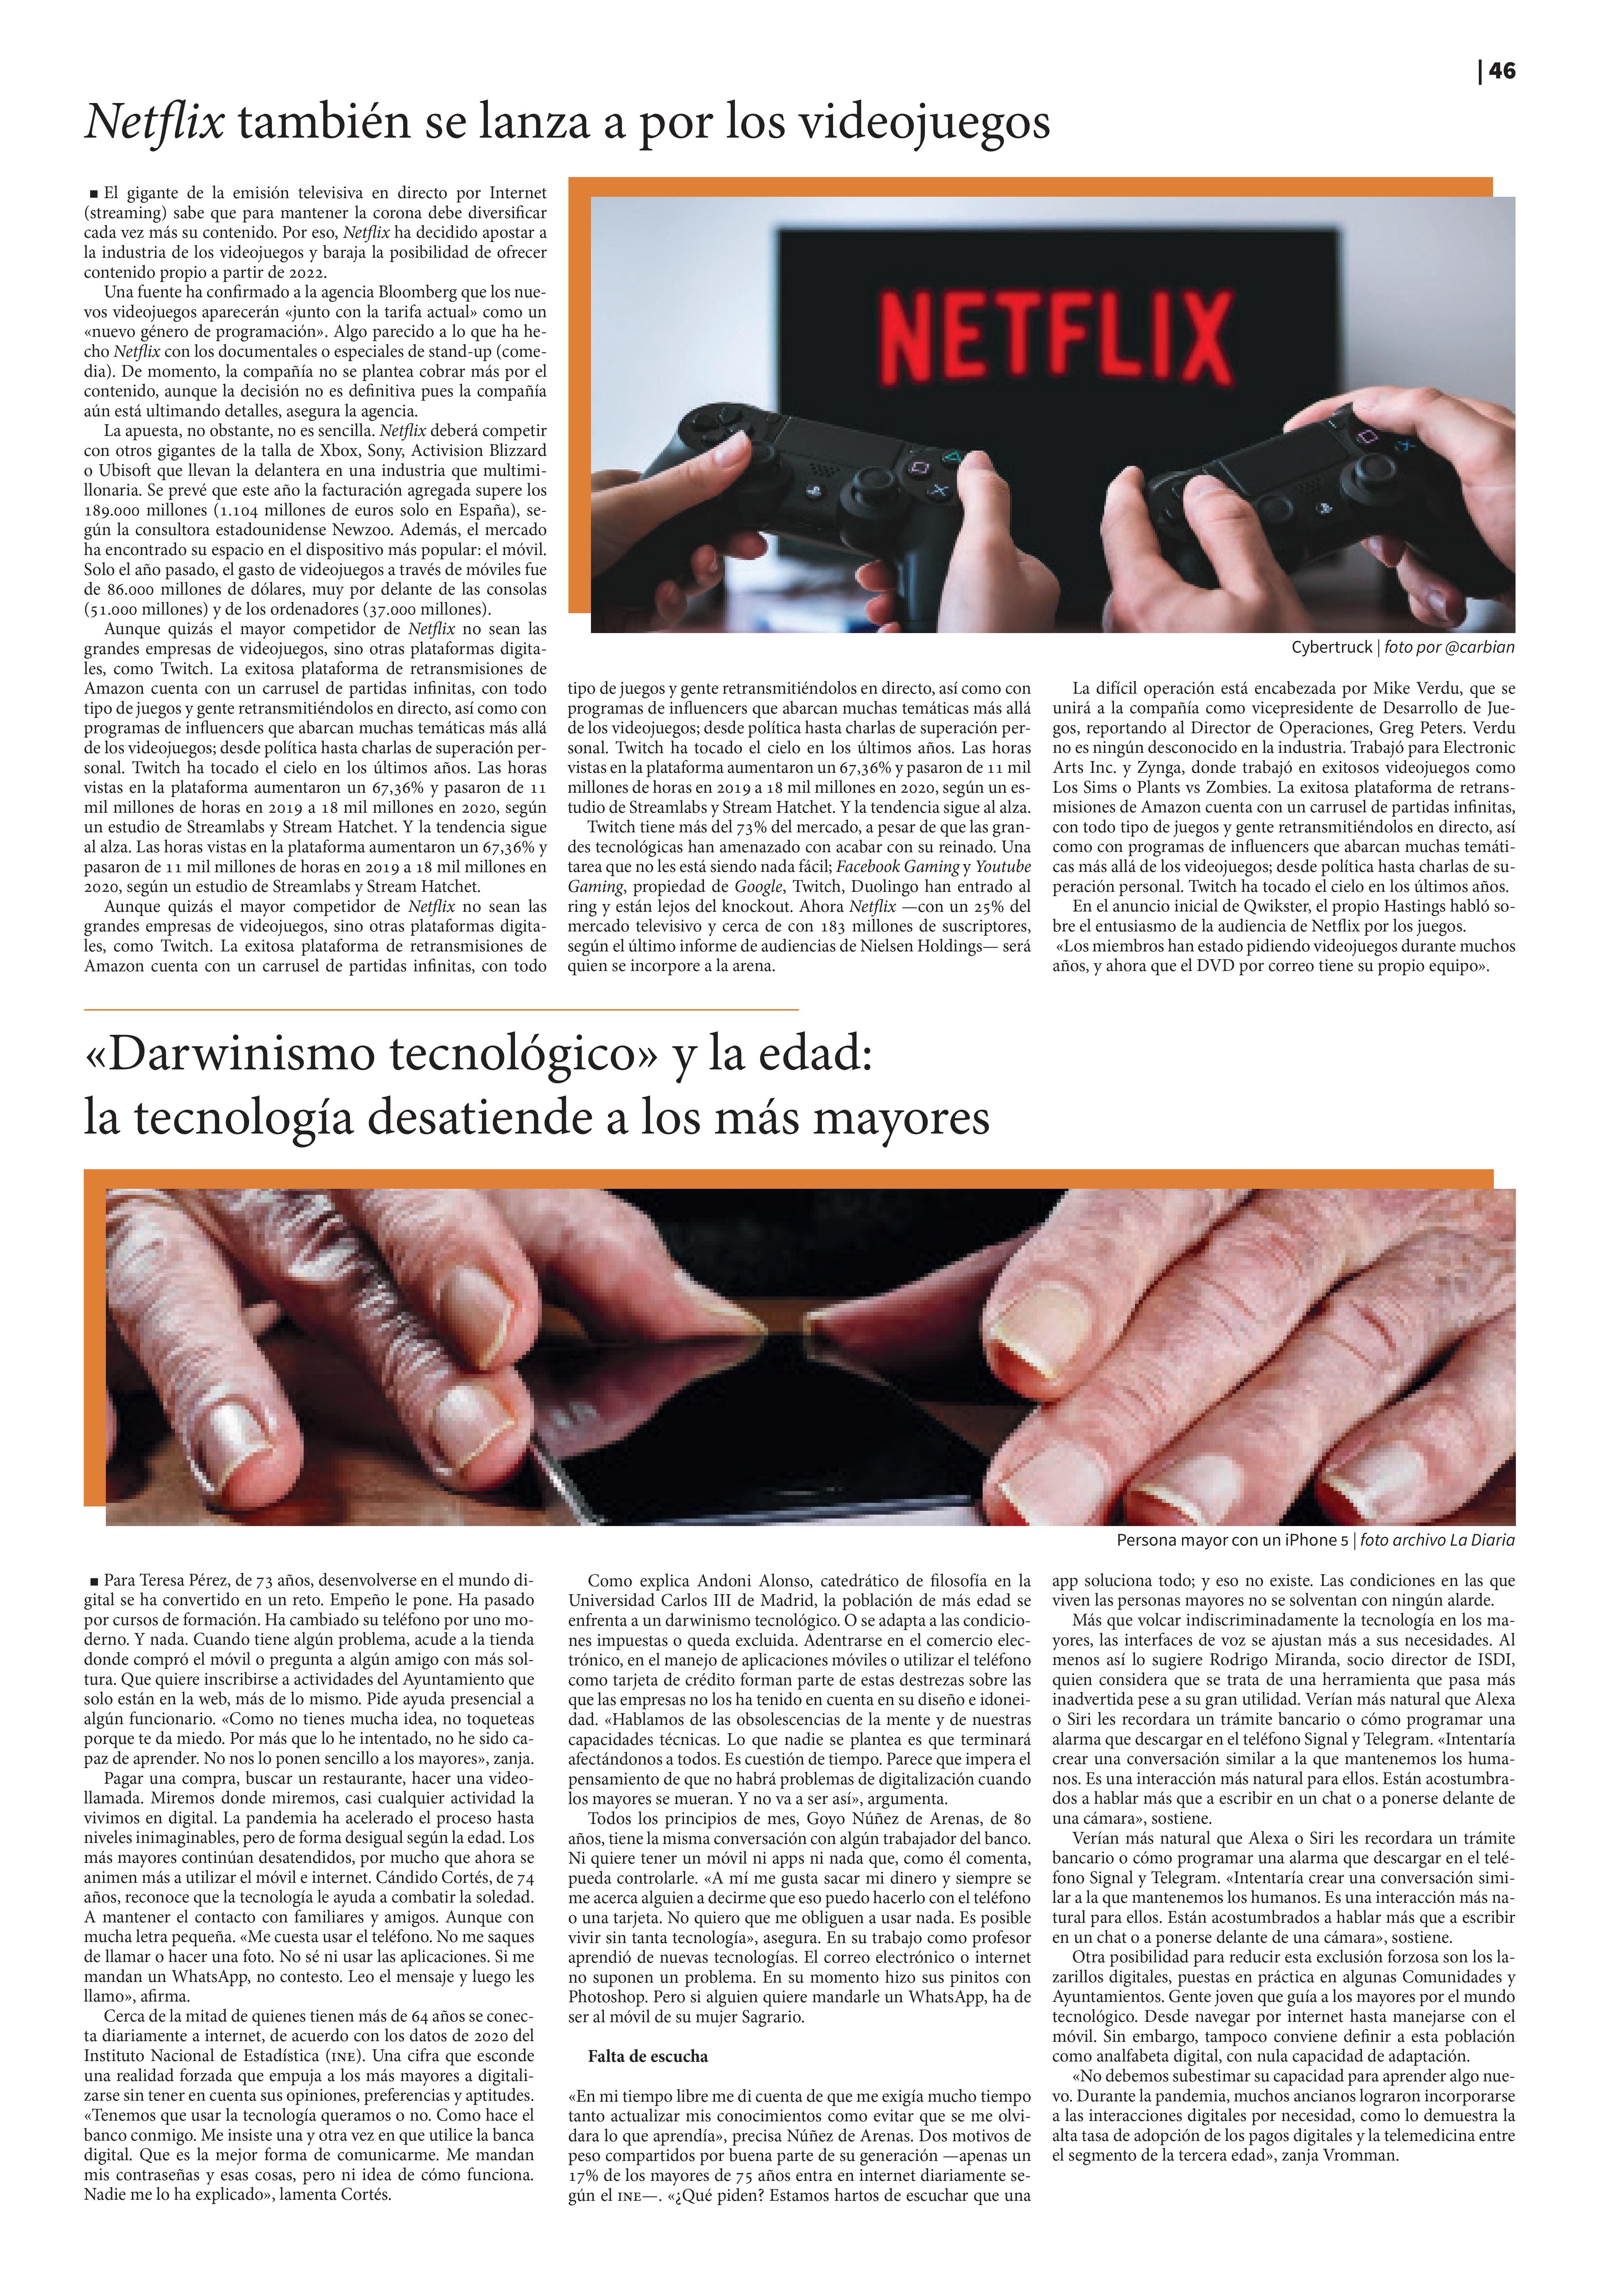 | 46
Netflix también se lanza a por los videojuegos
■ El gigante de la emisión televisiva en directo por Internet
(streaming) sabe que para mantener la corona debe diversificar
cada vez más su contenido. Por eso, Netflix ha decidido apostar a
la industria de los videojuegos y baraja la posibilidad de ofrecer
contenido propio a partir de 2022.
Una fuente ha confirmado a la agencia Bloomberg que los nue-
vos videojuegos aparecerán «junto con la tarifa actual» como un
«nuevo género de programación». Algo parecido a lo que ha he-
cho Netflix con los documentales o especiales de stand-up (come-
dia). De momento, la compañía no se plantea cobrar más por el
contenido, aunque la decisión no es definitiva pues la compañía
aún está ultimando detalles, asegura la agencia.
La apuesta, no obstante, no es sencilla. Netflix deberá competir
con otros gigantes de la talla de Xbox, Sony, Activision Blizzard
o Ubisoft que llevan la delantera en una industria que multimi-
llonaria. Se prevé que este año la facturación agregada supere los
189.000 millones (1.104 millones de euros solo en España), se-
gún la consultora estadounidense Newzoo. Además, el mercado
ha encontrado su espacio en el dispositivo más popular: el móvil.
Solo el año pasado, el gasto de videojuegos a través de móviles fue
de 86.000 millones de dólares, muy por delante de las consolas
(51.000 millones) y de los ordenadores (37.000 millones).
Aunque quizás el mayor competidor de Netflix no sean las
grandes empresas de videojuegos, sino otras plataformas digita-
les, como Twitch. La exitosa plataforma de retransmisiones de
Amazon cuenta con un carrusel de partidas infinitas, con todo
tipo de juegos y gente retransmitiéndolos en directo, así como con
programas de influencers que abarcan muchas temáticas más allá
de los videojuegos; desde política hasta charlas de superación per-
sonal. Twitch ha tocado el cielo en los últimos años. Las horas
vistas en la plataforma aumentaron un 67,36% y pasaron de 11
mil millones de horas en 2019 a 18 mil millones en 2020, según
un estudio de Streamlabs y Stream Hatchet. Y la tendencia sigue
al alza. Las horas vistas en la plataforma aumentaron un 67,36% y
pasaron de 11 mil millones de horas en 2019 a 18 mil millones en
2020, según un estudio de Streamlabs y Stream Hatchet.
Aunque quizás el mayor competidor de Netflix no sean las
grandes empresas de videojuegos, sino otras plataformas digita-
les, como Twitch. La exitosa plataforma de retransmisiones de
Amazon cuenta con un carrusel de partidas infinitas, con todo
NETFLIX
Cybertruck | foto por @carbian
tipo de juegos y gente retransmitiéndolos en directo, así como con
programas de influencers que abarcan muchas temáticas más allá
de los videojuegos; desde política hasta charlas de superación per-
sonal. Twitch ha tocado el cielo en los últimos años. Las horas
vistas en la plataforma aumentaron un 67,36% y pasaron de 11 mil
millones de horas en 2019 a 18 mil millones en 2020, según un es-
tudio de Streamlabs y Stream Hatchet. Y la tendencia sigue al alza.
Twitch tiene más del 73% del mercado, a pesar de que las gran-
des tecnológicas han amenazado con acabar con su reinado. Una
tarea que no les está siendo nada fácil; Facebook Gaming y Youtube
Gaming, propiedad de Google, Twitch, Duolingo han entrado al
ring y están lejos del knockout. Ahora Netflix —con un 25% del
mercado televisivo y cerca de con 183 millones de suscriptores,
según el último informe de audiencias de Nielsen Holdings— será
quien se incorpore a la arena.
La difícil operación está encabezada por Mike Verdu, que se
unirá a la compañía como vicepresidente de Desarrollo de Jue-
gos, reportando al Director de Operaciones, Greg Peters. Verdu
no es ningún desconocido en la industria. Trabajó para Electronic
Arts Inc. y Zynga, donde trabajó en exitosos videojuegos como
Los Sims o Plants vs Zombies. La exitosa plataforma de retrans-
misiones de Amazon cuenta con un carrusel de partidas infinitas,
con todo tipo de juegos y gente retransmitiéndolos en directo, así
como con programas de influencers que abarcan muchas temáti-
cas más allá de los videojuegos; desde política hasta charlas de su-
peración personal. Twitch ha tocado el cielo en los últimos años.
En el anuncio inicial de Qwikster, el propio Hastings habló so-
bre el entusiasmo de la audiencia de Netflix por los juegos.
«Los miembros han estado pidiendo videojuegos durante muchos
años, y ahora que el DVD por correo tiene su propio equipo».
«Darwinismo tecnológico» y la edad:
la tecnología desatiende a los más mayores
Persona mayor con un iPhone 5 | foto archivo La Diaria
■ Para Teresa Pérez, de 73 años, desenvolverse en el mundo di-
gital se ha convertido en un reto. Empeño le pone. Ha pasado
por cursos de formación. Ha cambiado su teléfono por uno mo-
derno. Y nada. Cuando tiene algún problema, acude a la tienda
donde compró el móvil o pregunta a algún amigo con más sol-
tura. Que quiere inscribirse a actividades del Ayuntamiento que
solo están en la web, más de lo mismo. Pide ayuda presencial a
algún funcionario. «Como no tienes mucha idea, no toqueteas
porque te da miedo. Por más que lo he intentado, no he sido ca-
paz de aprender. No nos lo ponen sencillo a los mayores», zanja.
Pagar una compra, buscar un restaurante, hacer una video-
llamada. Miremos donde miremos, casi cualquier actividad la
vivimos en digital. La pandemia ha acelerado el proceso hasta
niveles inimaginables, pero de forma desigual según la edad. Los
más mayores continúan desatendidos, por mucho que ahora se
animen más a utilizar el móvil e internet. Cándido Cortés, de 74
años, reconoce que la tecnología le ayuda a combatir la soledad.
A mantener el contacto con familiares y amigos. Aunque con
mucha letra pequeña. «Me cuesta usar el teléfono. No me saques
de llamar o hacer una foto. No sé ni usar las aplicaciones. Si me
mandan un WhatsApp, no contesto. Leo el mensaje y luego les
llamo», afirma.
Cerca de la mitad de quienes tienen más de 64 años se conec-
ta diariamente a internet, de acuerdo con los datos de 2020 del
Instituto Nacional de Estadística (INE). Una cifra que esconde
una realidad forzada que empuja a los más mayores a digitali-
zarse sin tener en cuenta sus opiniones, preferencias y aptitudes.
«Tenemos que usar la tecnología queramos o no. Como hace el
banco conmigo. Me insiste una y otra vez en que utilice la banca
digital. Que es la mejor forma de comunicarme. Me mandan
mis contraseñas y esas cosas, pero ni idea de cómo funciona.
Nadie me lo ha explicado», lamenta Cortés.
Como explica Andoni Alonso, catedrático de filosofía en la
Universidad Carlos III de Madrid, la población de más edad se
enfrenta a un darwinismo tecnológico. O se adapta a las condicio-
nes impuestas o queda excluida. Adentrarse en el comercio elec-
trónico, en el manejo de aplicaciones móviles o utilizar el teléfono
como tarjeta de crédito forman parte de estas destrezas sobre las
que las empresas no los ha tenido en cuenta en su diseño e idonei-
dad. «Hablamos de las obsolescencias de la mente y de nuestras
capacidades técnicas. Lo que nadie se plantea es que terminará
afectándonos a todos. Es cuestión de tiempo. Parece que impera el
pensamiento de que no habrá problemas de digitalización cuando
los mayores se mueran. Y no va a ser así», argumenta.
Todos los principios de mes, Goyo Núñez de Arenas, de 80
años, tiene la misma conversación con algún trabajador del banco.
Ni quiere tener un móvil ni apps ni nada que, como él comenta,
pueda controlarle. «A mí me gusta sacar mi dinero y siempre se
me acerca alguien a decirme que eso puedo hacerlo con el teléfono
o una tarjeta. No quiero que me obliguen a usar nada. Es posible
vivir sin tanta tecnología», asegura. En su trabajo como profesor
aprendió de nuevas tecnologías. El correo electrónico o internet
no suponen un problema. En su momento hizo sus pinitos con
Photoshop. Pero si alguien quiere mandarle un WhatsApp, ha de
ser al móvil de su mujer Sagrario.
Falta de escucha
«En mi tiempo libre me di cuenta de que me exigía mucho tiempo
tanto actualizar mis conocimientos como evitar que se me olvi-
dara lo que aprendía», precisa Núñez de Arenas. Dos motivos de
peso compartidos por buena parte de su generación —apenas un
17% de los mayores de 75 años entra en internet diariamente se-
gún el INE—. «¿Qué piden? Estamos hartos de escuchar que una
app soluciona todo; y eso no existe. Las condiciones en las que
viven las personas mayores no se solventan con ningún alarde.
Más que volcar indiscriminadamente la tecnología en los ma-
yores, las interfaces de voz se ajustan más a sus necesidades. Al
menos así lo sugiere Rodrigo Miranda, socio director de ISDI,
quien considera que se trata de una herramienta que pasa más
inadvertida pese a su gran utilidad. Verían más natural que Alexa
o Siri les recordara un trámite bancario o cómo programar una
alarma que descargar en el teléfono Signal y Telegram. «Intentaría
crear una conversación similar a la que mantenemos los huma-
nos. Es una interacción más natural para ellos. Están acostumbra-
dos a hablar más que a escribir en un chat o a ponerse delante de
una cámara», sostiene.
Verían más natural que Alexa o Siri les recordara un trámite
bancario o cómo programar una alarma que descargar en el telé-
fono Signal y Telegram. «Intentaría crear una conversación simi-
lar a la que mantenemos los humanos. Es una interacción más na-
tural para ellos. Están acostumbrados a hablar más que a escribir
en un chat o a ponerse delante de una cámara», sostiene.
Otra posibilidad para reducir esta exclusión forzosa son los la-
zarillos digitales, puestas en práctica en algunas Comunidades y
Ayuntamientos. Gente joven que guía a los mayores por el mundo
tecnológico. Desde navegar por internet hasta manejarse con el
móvil. Sin embargo, tampoco conviene definir a esta población
como analfabeta digital, con nula capacidad de adaptación.
«No debemos subestimar su capacidad para aprender algo nue-
vo. Durante la pandemia, muchos ancianos lograron incorporarse
a las interacciones digitales por necesidad, como lo demuestra la
alta tasa de adopción de los pagos digitales y la telemedicina entre
el segmento de la tercera edad», zanja Vromman.